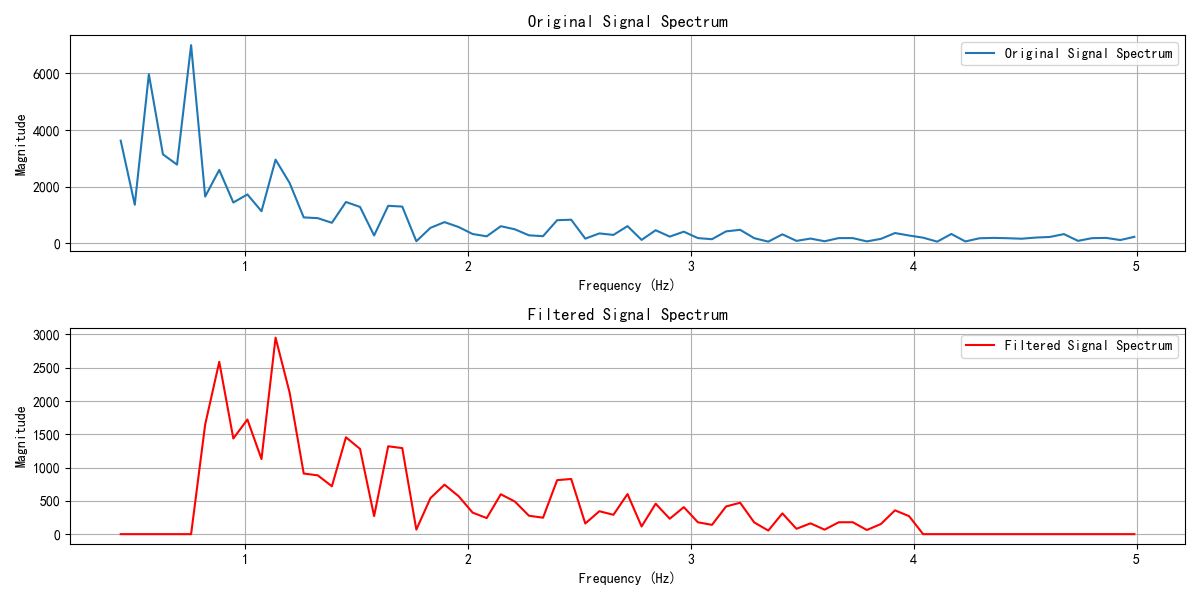 Original Signal Spectrum
Magnitude
6000
4000
2000
0
Original Signal Spectrum
1 2 3 4 5
Frequency (Hz)
Filtered Signal Spectrum
Magnitude
3000
2500
2000
1500
1000
500
0
Filtered Signal Spectrum
1 2 3 4 5
Frequency (Hz)